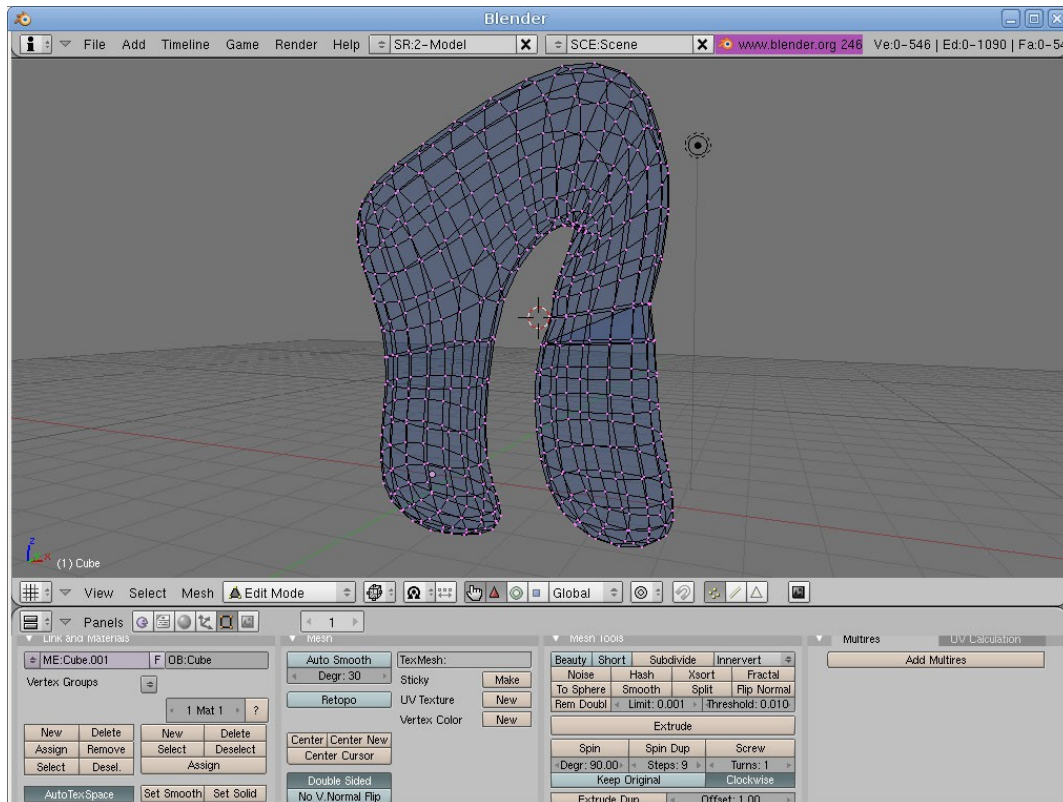 Blender
File Add Timeline Game Render Help SR:2-Model X SCE:Scene X www.blender.org 246 Ve:0-546 | Ed:0-1090 | Fa:0-54
z
x
(1) Cube
View Select Mesh Edit Mode Global
Panels 1
Link and Materials Mesh Mesh Tools Multires UV Calculation
ME:Cube.001 F OB:Cube Auto Smooth TexMesh: Beauty Short Subdivide Innervert Add Multires
Vertex Groups Degr: 30 Sticky Make Noise Hash Xsort Fractal
Retopo UV Texture New To Sphere Smooth Split Flip Normal
1 Mat 1 ? Vertex Color New Rem Doubl Limit: 0.001 Threshold: 0.010
New Delete New Delete Center Center New Extrude
Assign Remove Select Deselect Center Cursor Spin Spin Dup Screw
Select Desel. Assign Degr: 90.00 Steps: 9 Turns: 1
Double Sided Keep Original Clockwise
AutoTexSpace Set Smooth Set Solid No V.Normal Flip Extrude Dup Offset: 1.00